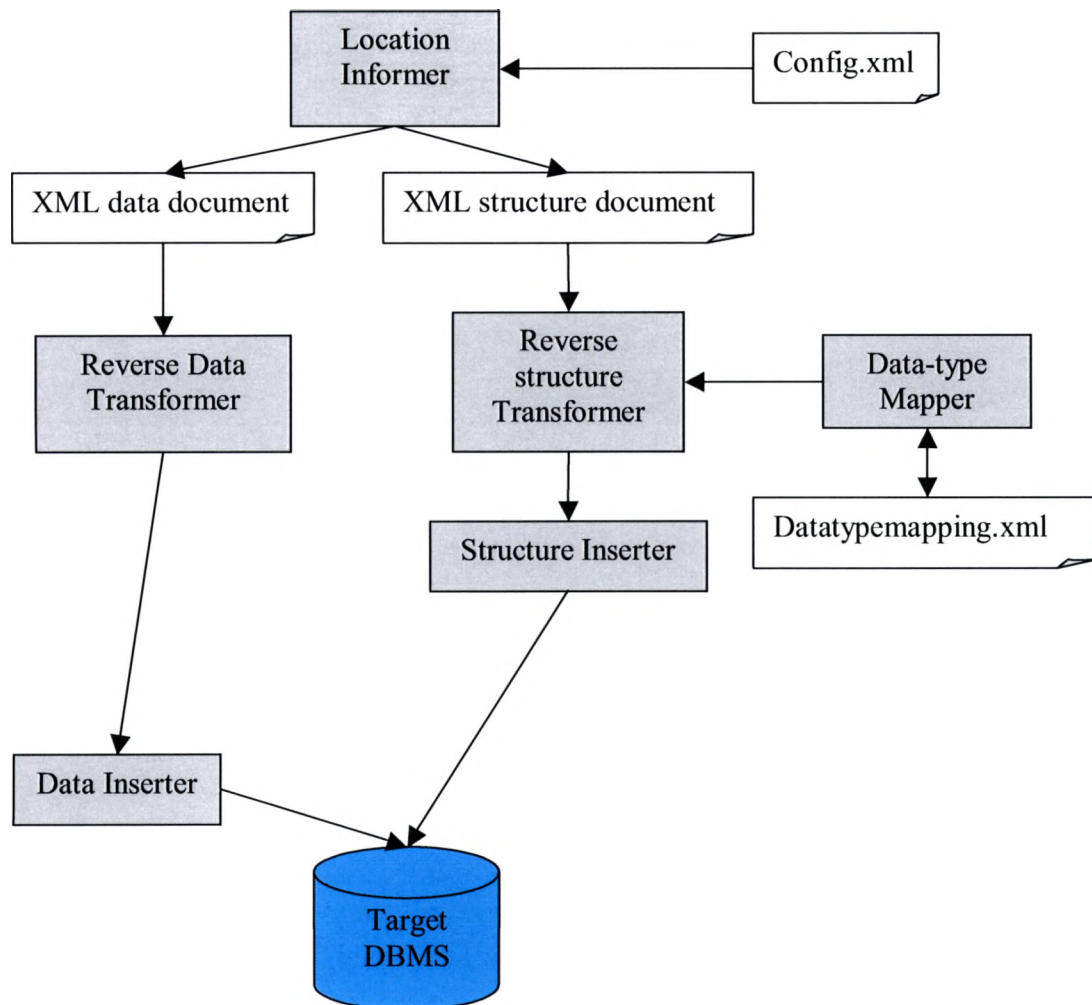 Location
Informer
Config.xml
XML data document
XML structure document
Reverse Data
Transformer
Reverse
structure
Transformer
Data-type
Mapper
Datatypemapping.xml
Structure Inserter
Data Inserter
Target
DBMS